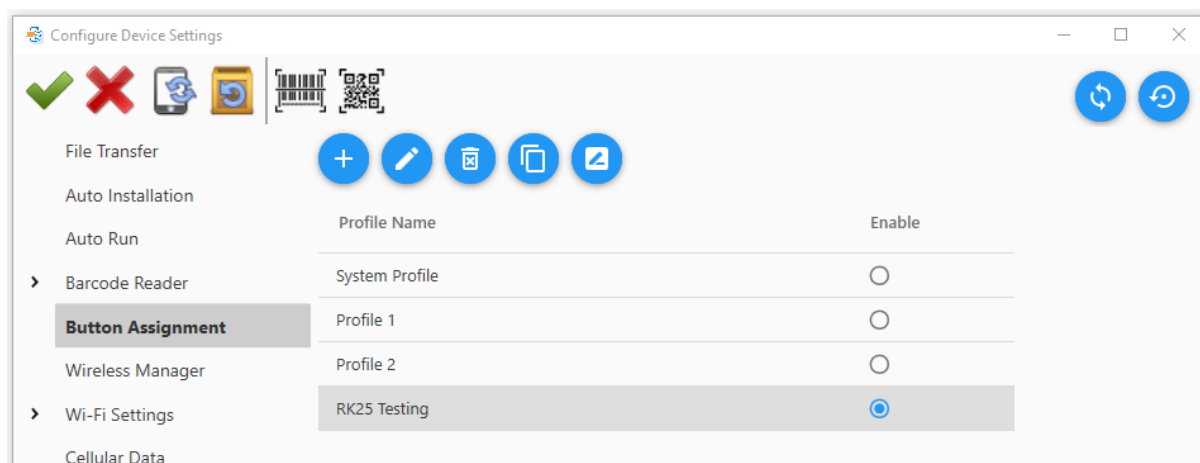 Configure Device Settings
File Transfer
Auto Installation
Auto Run
Barcode Reader
Button Assignment
Wireless Manager
Wi-Fi Settings
Cellular Data
Profile Name Enable
System Profile
Profile 1
Profile 2
RK25 Testing